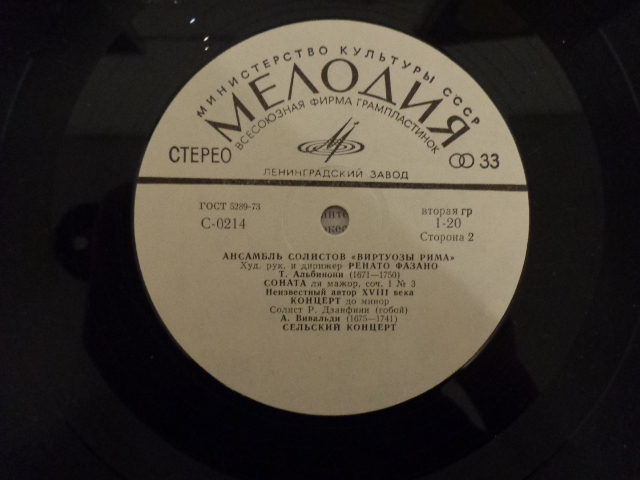 МИНИСТЕРСТВО КУЛЬТУРЫ СССР
МЕЛОДИЯ
ВСЕСОЮЗНАЯ ФИРМА ГРАМПЛАСТИНОК
СТЕРЕО
33
ЛЕНИНГРАДСКИЙ ЗАВОД
ГОСТ 5289-73
С-0214
вторая гр
1-20
Сторона 2
АНСАМБЛЬ СОЛИСТОВ «ВИРТУОЗЫ РИМА»
Худ. рук. и дирижер РЕНАТО ФАЗАНО
Т. Альбинони (1671—1750)
СОНАТА ля мажор, соч. 1 № 3
Неизвестный автор XVIII века
КОНЦЕРТ до минор
Солист Р. Дзанфини (гобой)
А. Вивальди (1675—1741)
СЕЛЬСКИЙ КОНЦЕРТ